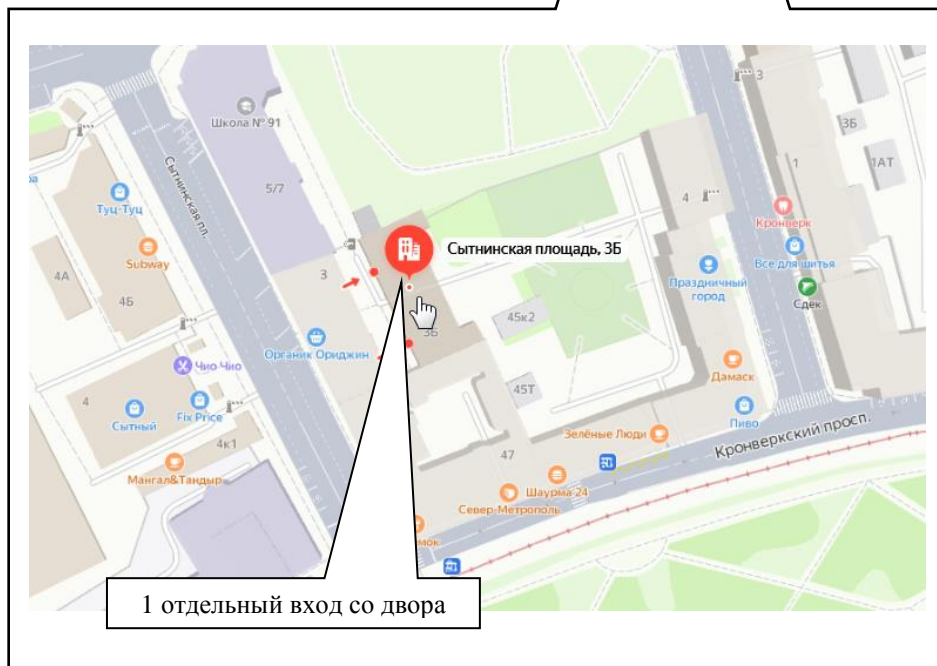 3
Школа № 91
3Б
1АТ
5/7
1
Сытнинская пл.
Туц-Туц
4
Кронверк
Subway
Сытнинская площадь, 3Б
Все для шитья
4А
3
Праздничный
город
Сдек
4Б
45к2
3Б
Органик Ориджин
Чио Чио
Дамаск
45Т
4
Сытный
Fix Price
Пиво
Зелёные Люди
Кронверкский просп.
4к1
47
Мангал&Тандыр
Шаурма 24
Север-Метрополь
мок
1 отдельный вход со двора